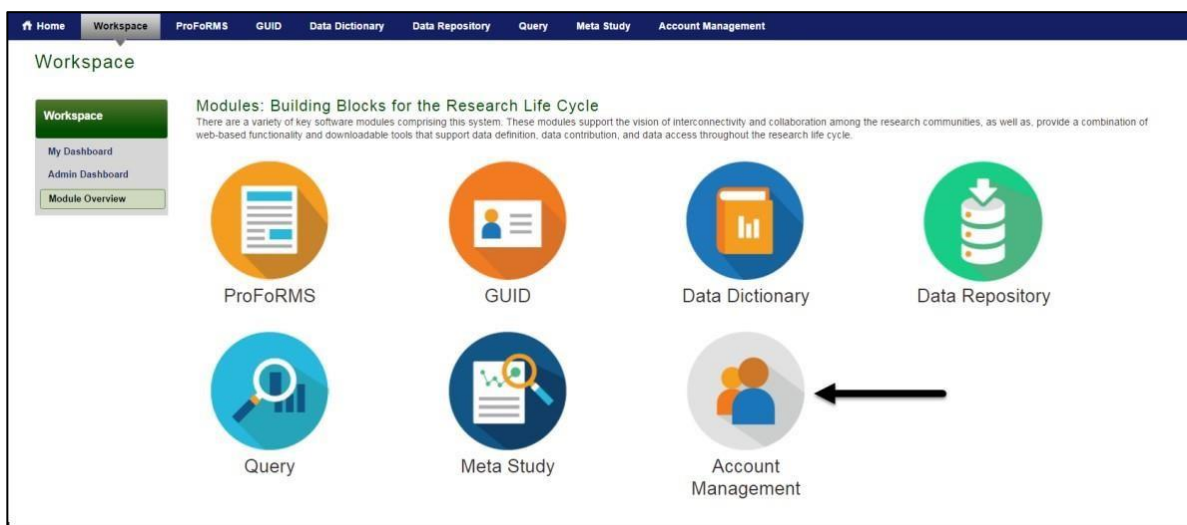 Home Workspace ProFoRMS GUID Data Dictionary Data Repository Query Meta Study Account Management
Workspace
Workspace
My Dashboard
Admin Dashboard
Module Overview
Modules: Building Blocks for the Research Life Cycle
There are a variety of key software modules comprising this system. These modules support the vision of interconnectivity and collaboration among the research communities, as well as, provide a combination of
web-based functionality and downloadable tools that support data definition, data contribution, and data access throughout the research life cycle.
ProFoRMS GUID Data Dictionary Data Repository
Query Meta Study Account
Management